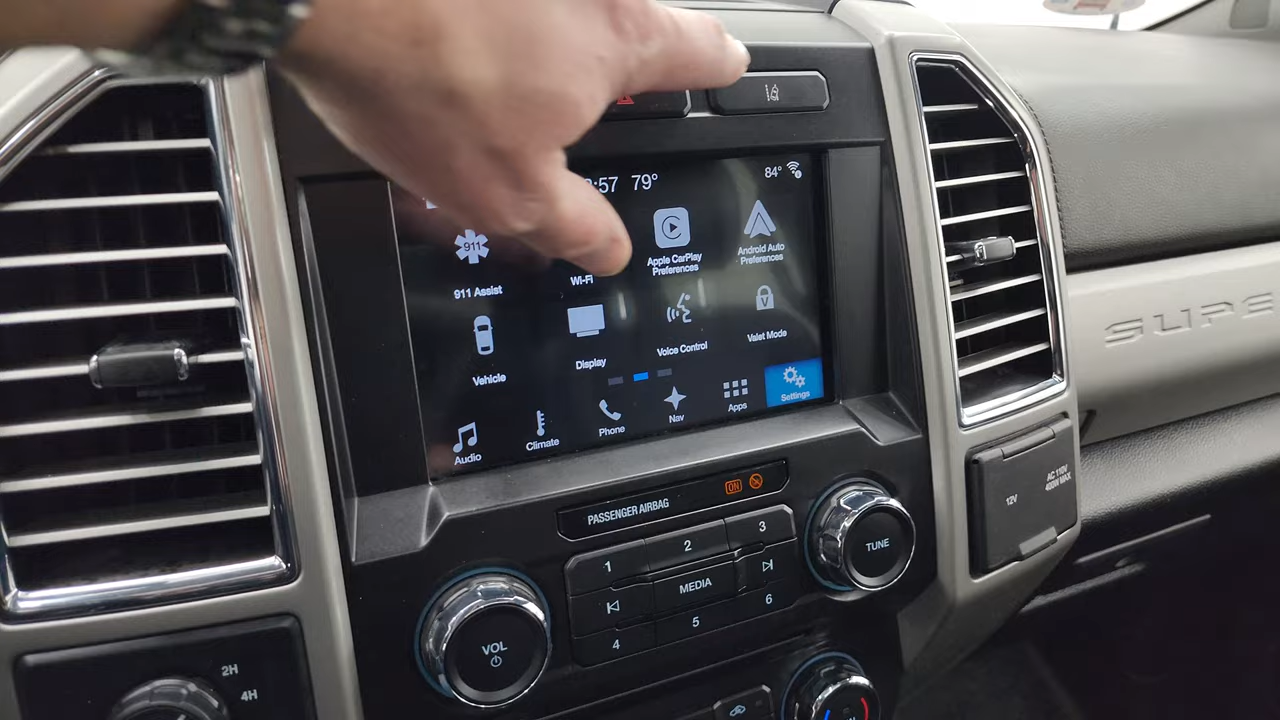 :57 79°
84°
911
911 Assist
Wi-Fi
Apple CarPlay
Preferences
Android Auto
Preferences
Vehicle
Display
Voice Control
Valet Mode
Audio
Climate
Phone
Nav
Apps
Settings
PASSENGER AIRBAG
ON
1
2
3
MEDIA
4
5
6
VOL
TUNE
2H
4H
12V
AC 110V
400W MAX
SUPE